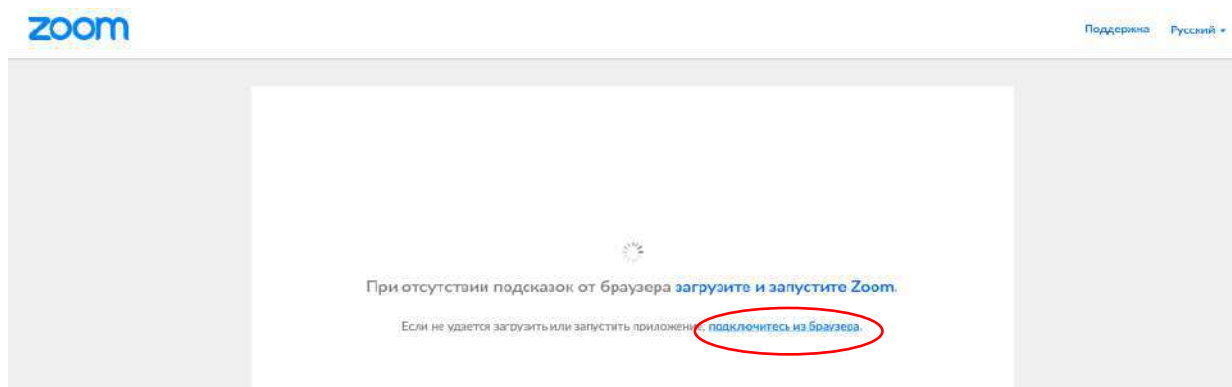 zoom
Поддержка Русский
При отсутствии подсказок от браузера загрузите и запустите Zoom.
Если не удается загрузить или запустить приложение, подключитесь из браузера.